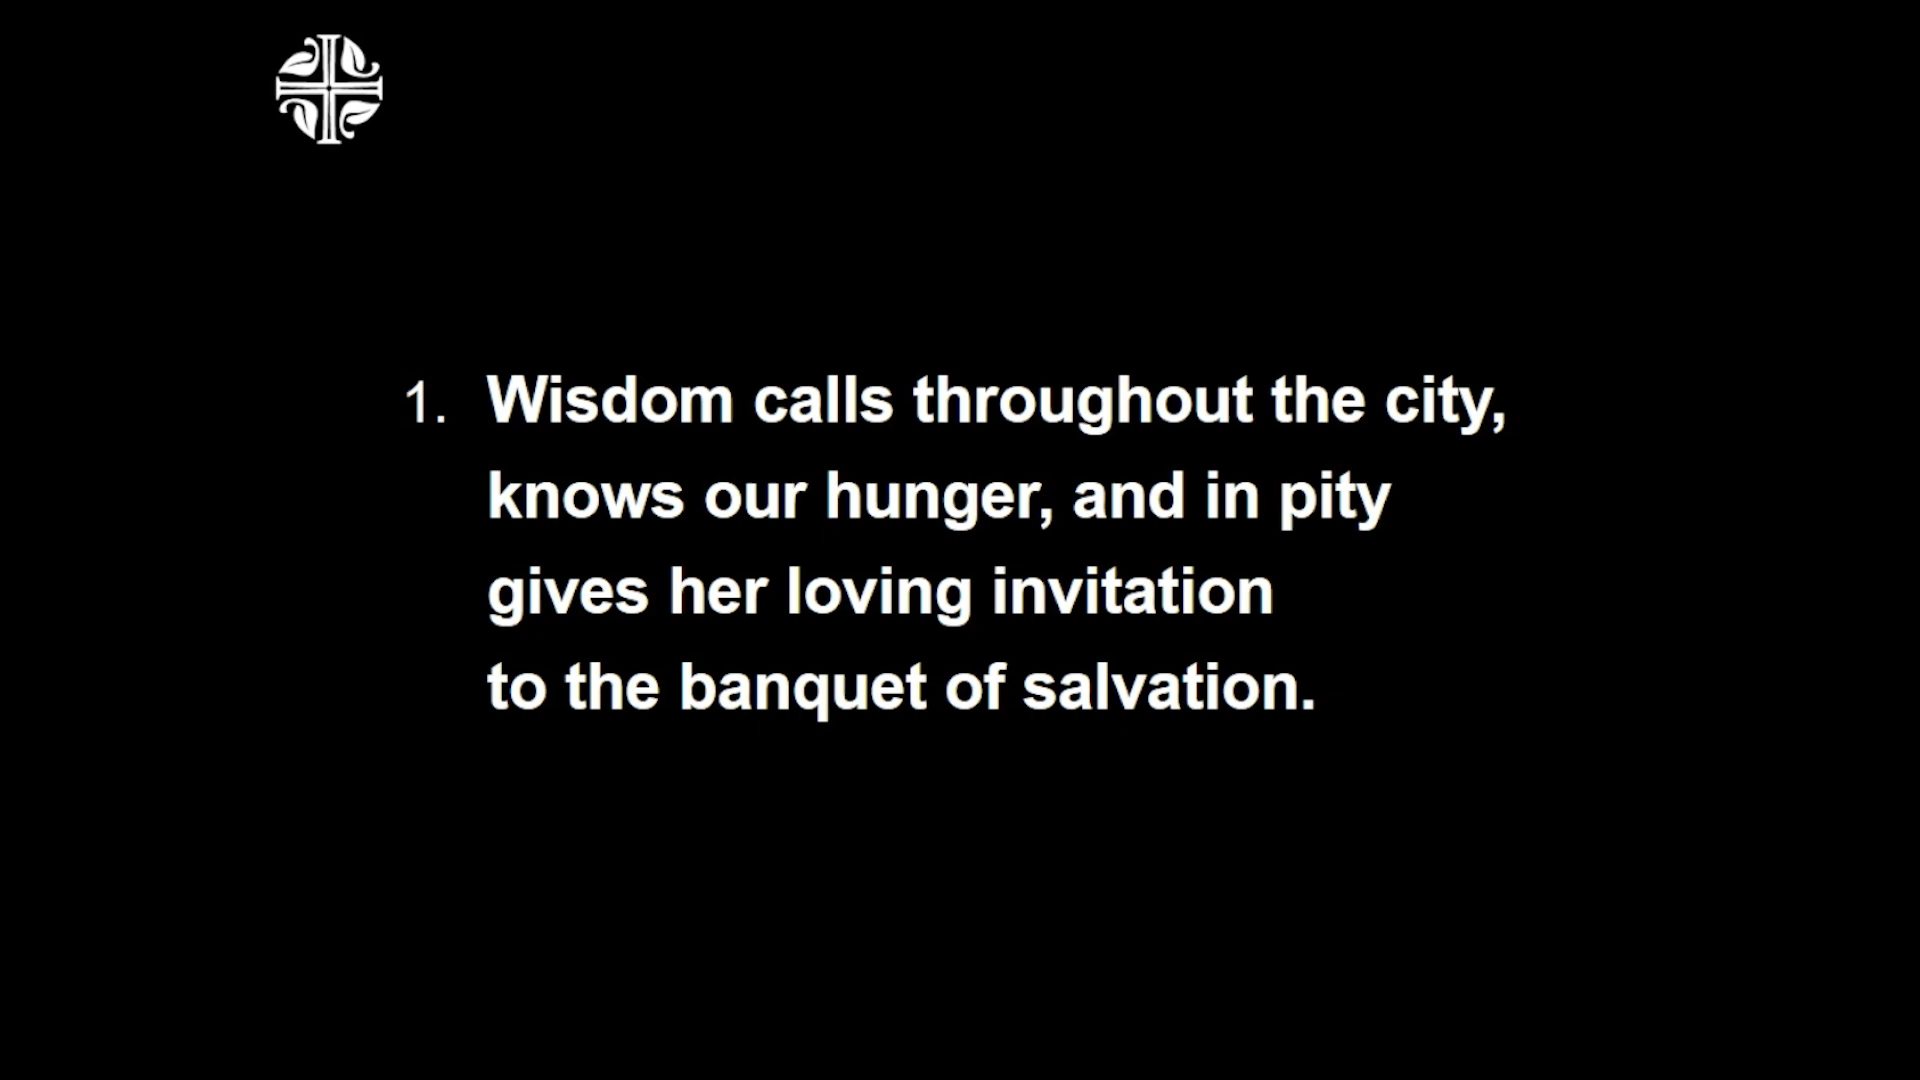 1. Wisdom calls throughout the city,
knows our hunger, and in pity
gives her loving invitation
to the banquet of salvation.